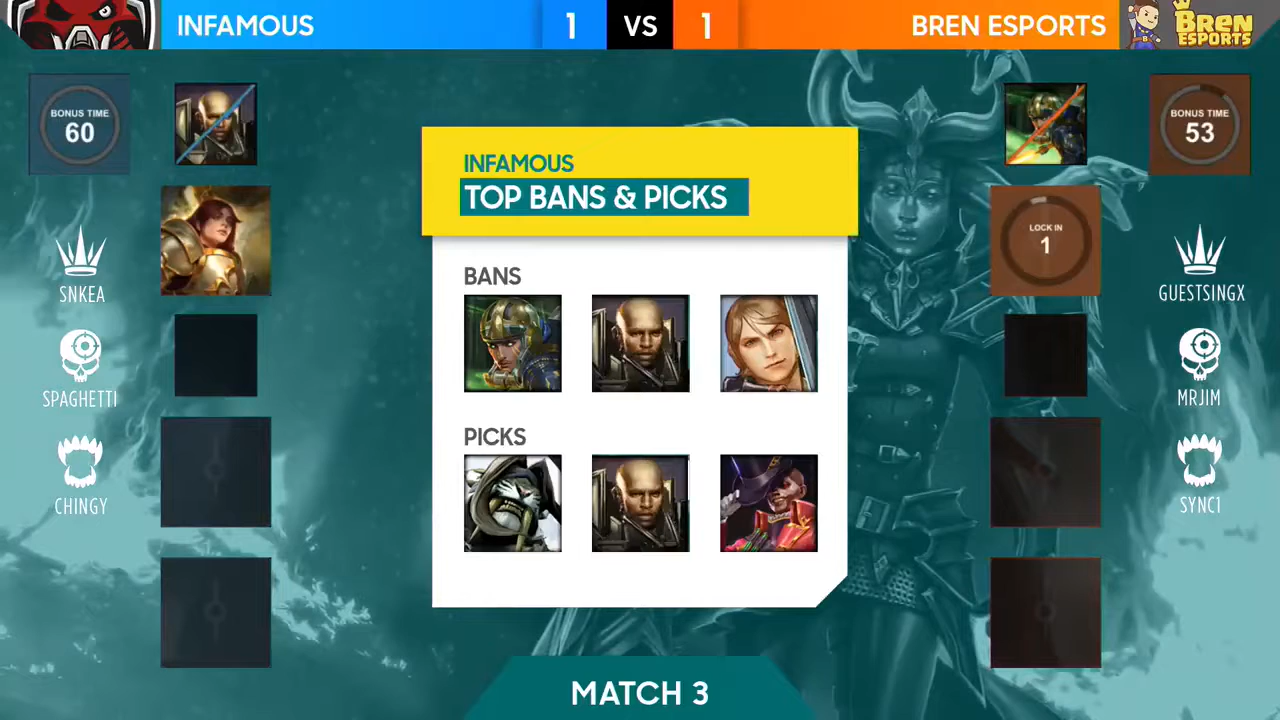 INFAMOUS
1
VS
1
BREN ESPORTS
BREN
ESPORTS
BONUS TIME
60
BONUS TIME
53
INFAMOUS
TOP BANS & PICKS
SNKEA
LOCK IN
1
GUESTSINGX
BANS
SPAGHETTI
MRJIM
PICKS
CHINGY
SYNC1
MATCH 3